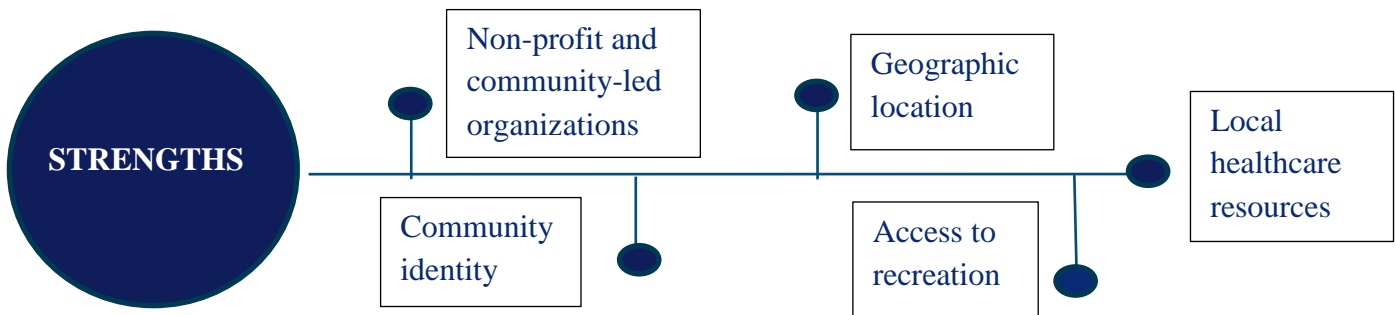 STRENGTHS
Non-profit and
community-led
organizations
Community
identity
Geographic
location
Access to
recreation
Local
healthcare
resources